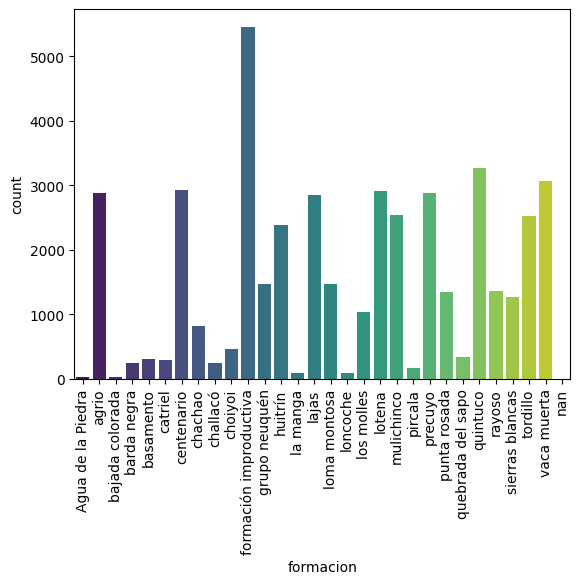 5000
4000
3000
2000
1000
0
count
Agua de la Piedra
agrio
bajada colorada
barda negra
basamento
catriel
centenario
chachao
challacó
choiyoi
formación improductiva
grupo neuquén
huitrín
la manga
lajas
loma montosa
loncoche
los molles
lotena
mulichinco
pircala
precuyo
punta rosada
quebrada del sapo
quintuco
rayoso
sierras blancas
tordillo
vaca muerta
nan
formacion